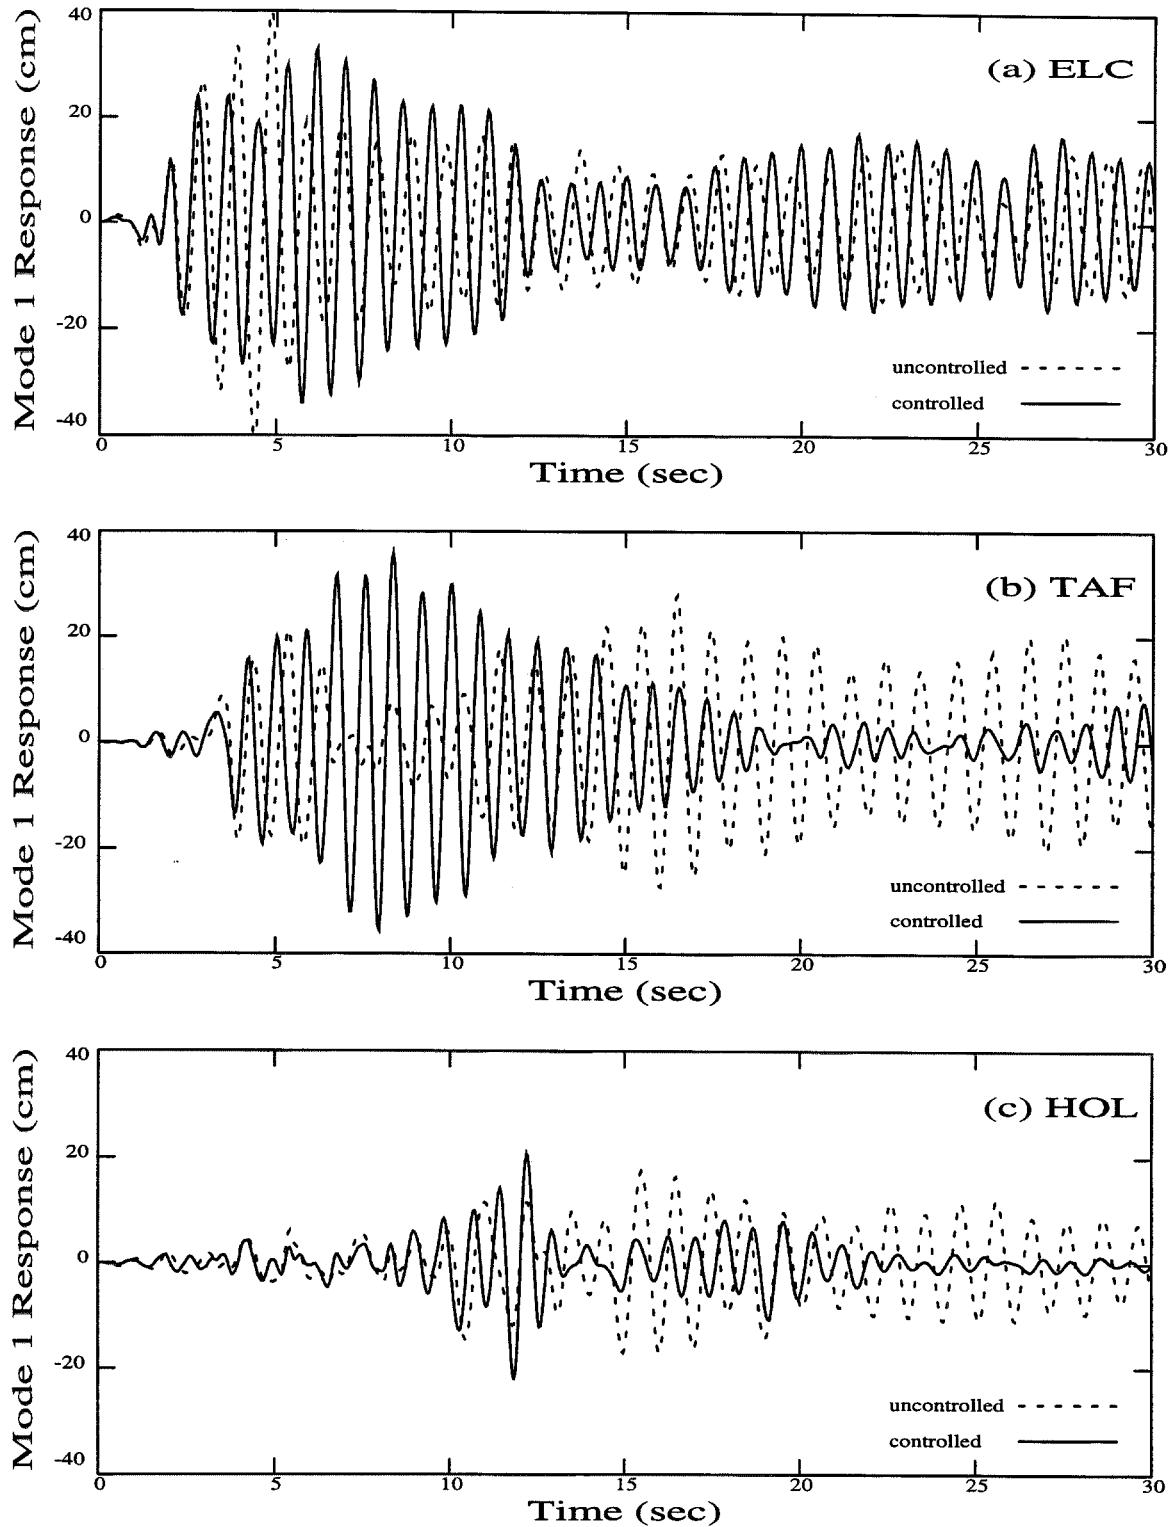 40
20
0
-20
-40
Mode 1 Response (cm)
(a) ELC
uncontrolled
controlled
0 5 10 15 20 25 30
Time (sec)
40
20
0
-20
-40
Mode 1 Response (cm)
(b) TAF
uncontrolled
controlled
0 5 10 15 20 25 30
Time (sec)
40
20
0
-20
-40
Mode 1 Response (cm)
(c) HOL
uncontrolled
controlled
0 5 10 15 20 25 30
Time (sec)